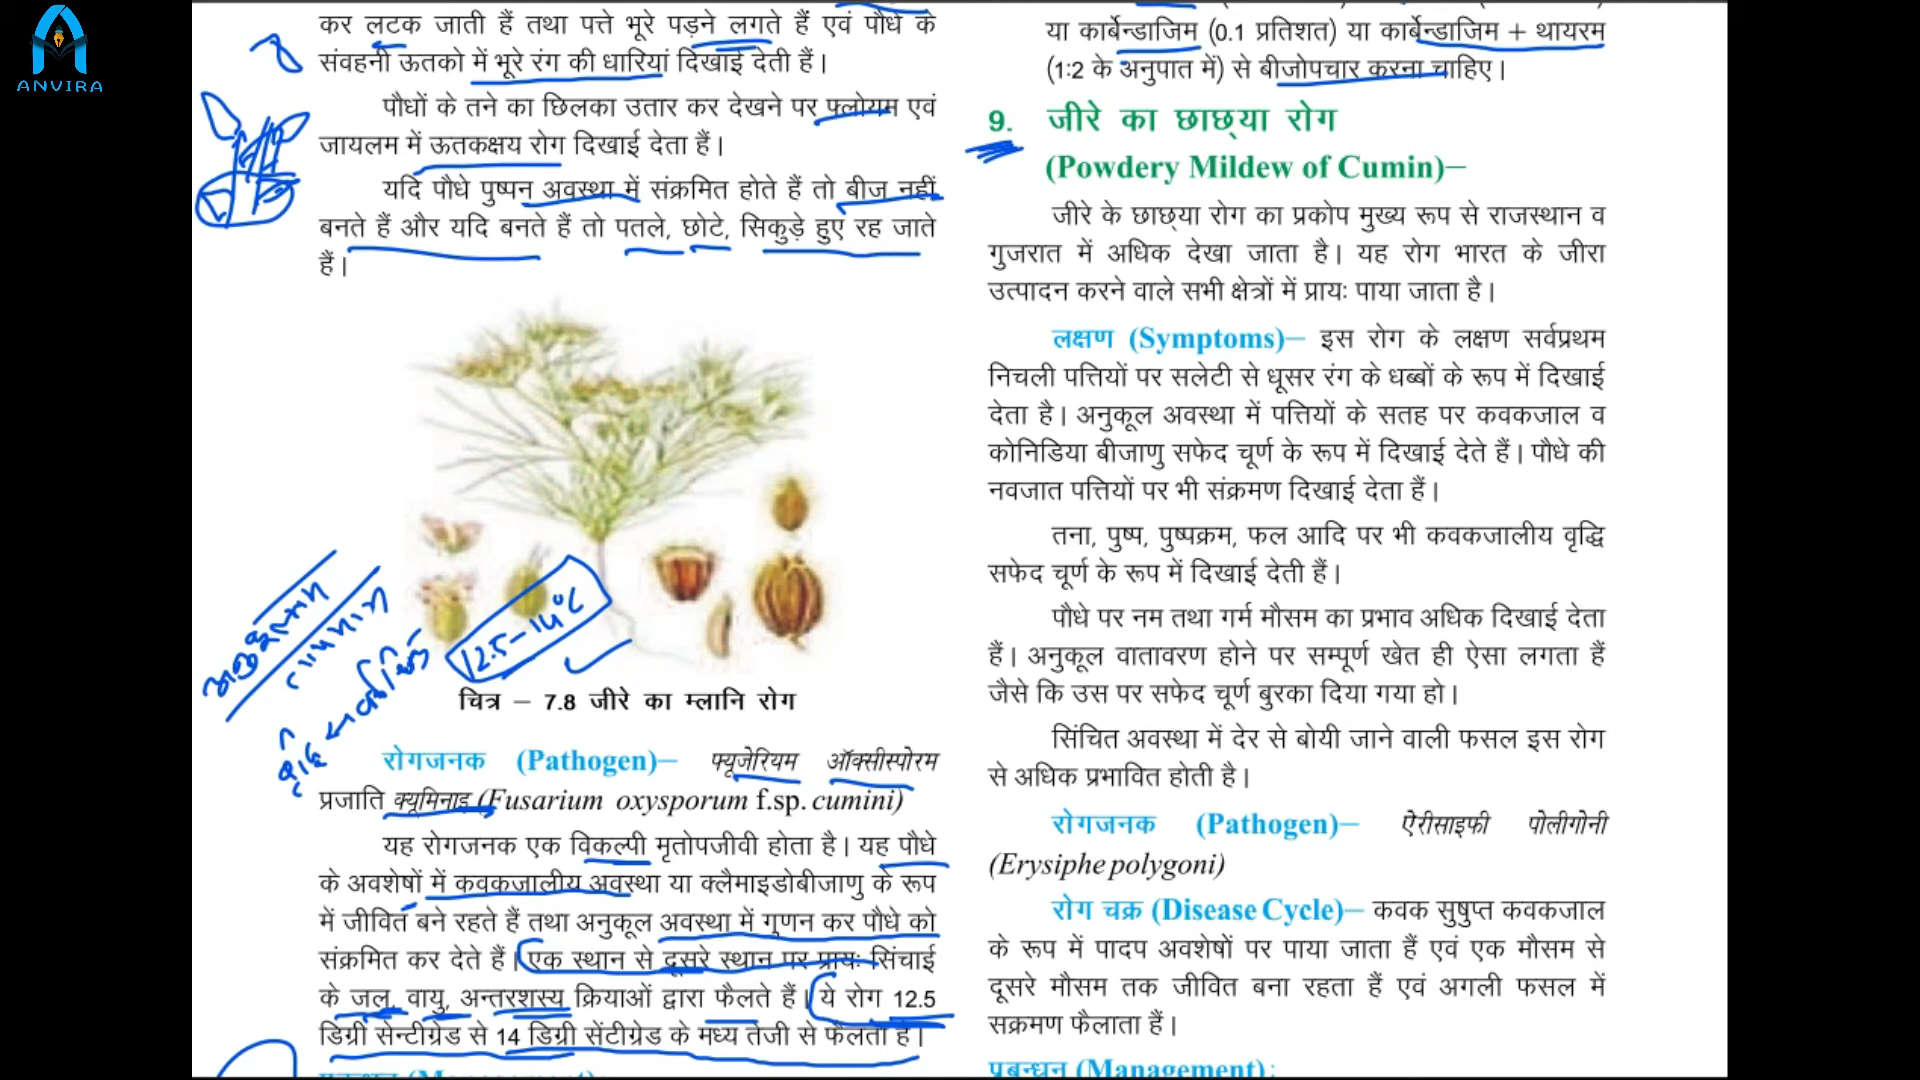 ANVIRA
कर लटक जाती हैं तथा पत्ते भूरे पड़ने लगते हैं एवं पौधे के
संवहनी ऊतको में भूरे रंग की धारियां दिखाई देती हैं।
पौधों के तने का छिलका उतार कर देखने पर फ्लोयम एवं
जायलम में ऊतकक्षय रोग दिखाई देता हैं।
यदि पौधे पुष्पन अवस्था में संक्रमित होते हैं तो बीज नहीं
बनते हैं और यदि बनते हैं तो पतले, छोटे, सिकुड़े हुए रह जाते
हैं।
12.5-14°C
चित्र – 7.8 जीरे का म्लानि रोग
रोगजनक (Pathogen)– फ्यूजेरियम ऑक्सीस्पोरम
प्रजाति क्यूमिनाइ (Fusarium oxysporum f.sp. cumini)
यह रोगजनक एक विकल्पी मृतोपजीवी होता है। यह पौधे
के अवशेषों में कवकजालीय अवस्था या क्लैमाइडोबीजाणु के रूप
में जीवित बने रहते हैं तथा अनुकूल अवस्था में गुणन कर पौधे को
संक्रमित कर देते हैं। एक स्थान से दूसरे स्थान पर प्रायः सिंचाई
के जल, वायु, अन्तरशस्य क्रियाओं द्वारा फैलते हैं। ये रोग 12.5
डिग्री सेन्टीग्रेड से 14 डिग्री सेंटीग्रेड के मध्य तेजी से फैलता है।
या कार्बेन्डाजिम (0.1 प्रतिशत) या कार्बेन्डाजिम + थायरम
(1:2 के अनुपात में) से बीजोपचार करना चाहिए।
9. जीरे का छाछ्या रोग
(Powdery Mildew of Cumin)–
जीरे के छाछ्या रोग का प्रकोप मुख्य रूप से राजस्थान व
गुजरात में अधिक देखा जाता है। यह रोग भारत के जीरा
उत्पादन करने वाले सभी क्षेत्रों में प्रायः पाया जाता है।
लक्षण (Symptoms)– इस रोग के लक्षण सर्वप्रथम
निचली पत्तियों पर सलेटी से धूसर रंग के धब्बों के रूप में दिखाई
देता है। अनुकूल अवस्था में पत्तियों के सतह पर कवकजाल व
कोनिडिया बीजाणु सफेद चूर्ण के रूप में दिखाई देते हैं। पौधे की
नवजात पत्तियों पर भी संक्रमण दिखाई देता हैं।
तना, पुष्प, पुष्पक्रम, फल आदि पर भी कवकजालीय वृद्धि
सफेद चूर्ण के रूप में दिखाई देती हैं।
पौधे पर नम तथा गर्म मौसम का प्रभाव अधिक दिखाई देता
हैं। अनुकूल वातावरण होने पर सम्पूर्ण खेत ही ऐसा लगता हैं
जैसे कि उस पर सफेद चूर्ण बुरका दिया गया हो।
सिंचित अवस्था में देर से बोयी जाने वाली फसल इस रोग
से अधिक प्रभावित होती है।
रोगजनक (Pathogen)– ऐरीसाइफी पोलीगोनी
(Erysiphe polygoni)
रोग चक्र (Disease Cycle)– कवक सुषुप्त कवकजाल
के रूप में पादप अवशेषों पर पाया जाता हैं एवं एक मौसम से
दूसरे मौसम तक जीवित बना रहता हैं एवं अगली फसल में
सक्रमण फैलाता हैं।
प्रबन्धन (Management):